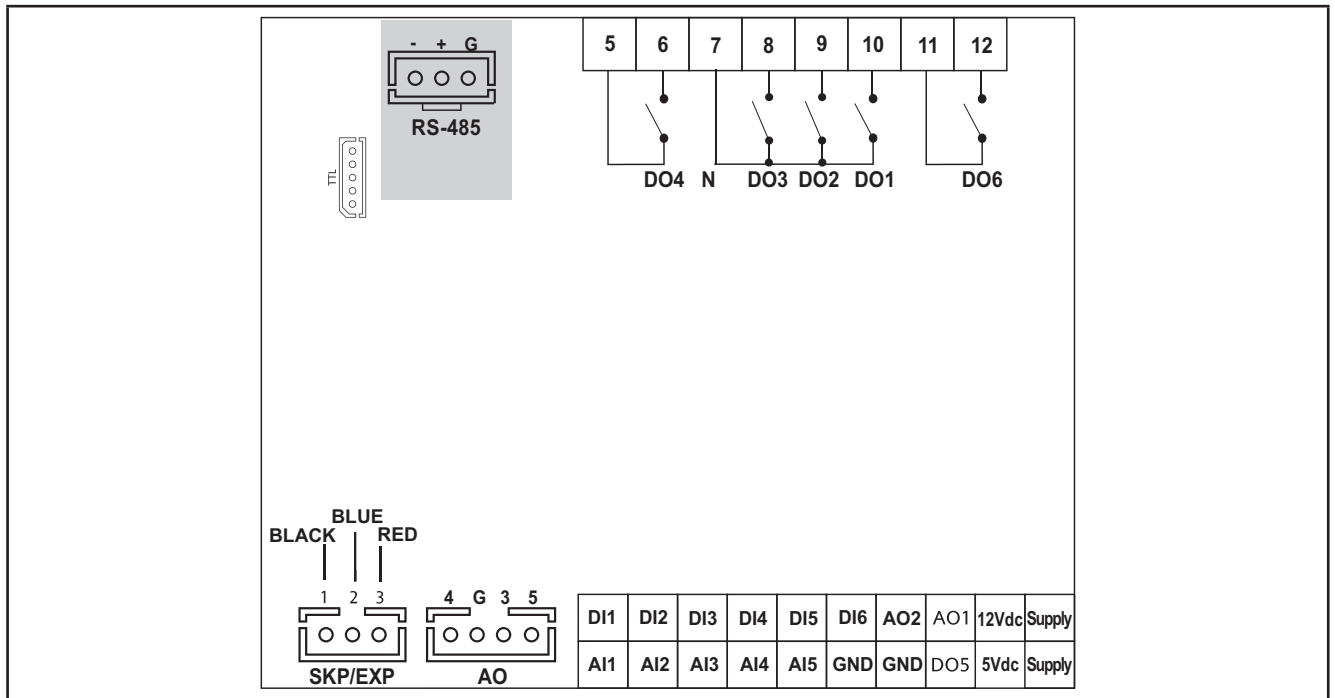 - + G
RS-485
TTL
5 6 7 8 9 10 11 12
DO4 N DO3 DO2 DO1 DO6
BLUE
BLACK RED
1 2 3
SKP/EXP
4 G 3 5
AO
DI1 DI2 DI3 DI4 DI5 DI6 AO2 AO1 12Vdc Supply
AI1 AI2 AI3 AI4 AI5 GND GND DO5 5Vdc Supply